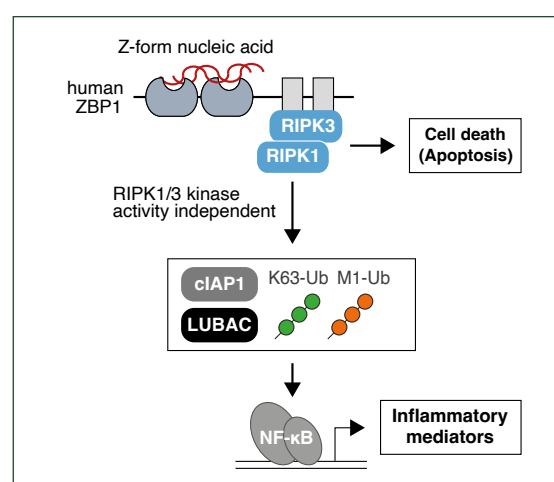 Z-form nucleic acid
human
ZBP1
RIPK3
RIPK1
Cell death
(Apoptosis)
RIPK1/3 kinase
activity independent
cIAP1
K63-Ub
M1-Ub
LUBAC
NF-κB
Inflammatory
mediators